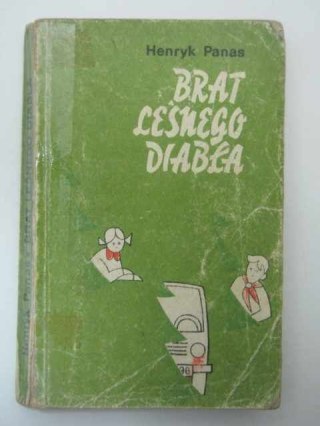 Henryk Panas
BRAT
LEŚNEGO
DIABŁA